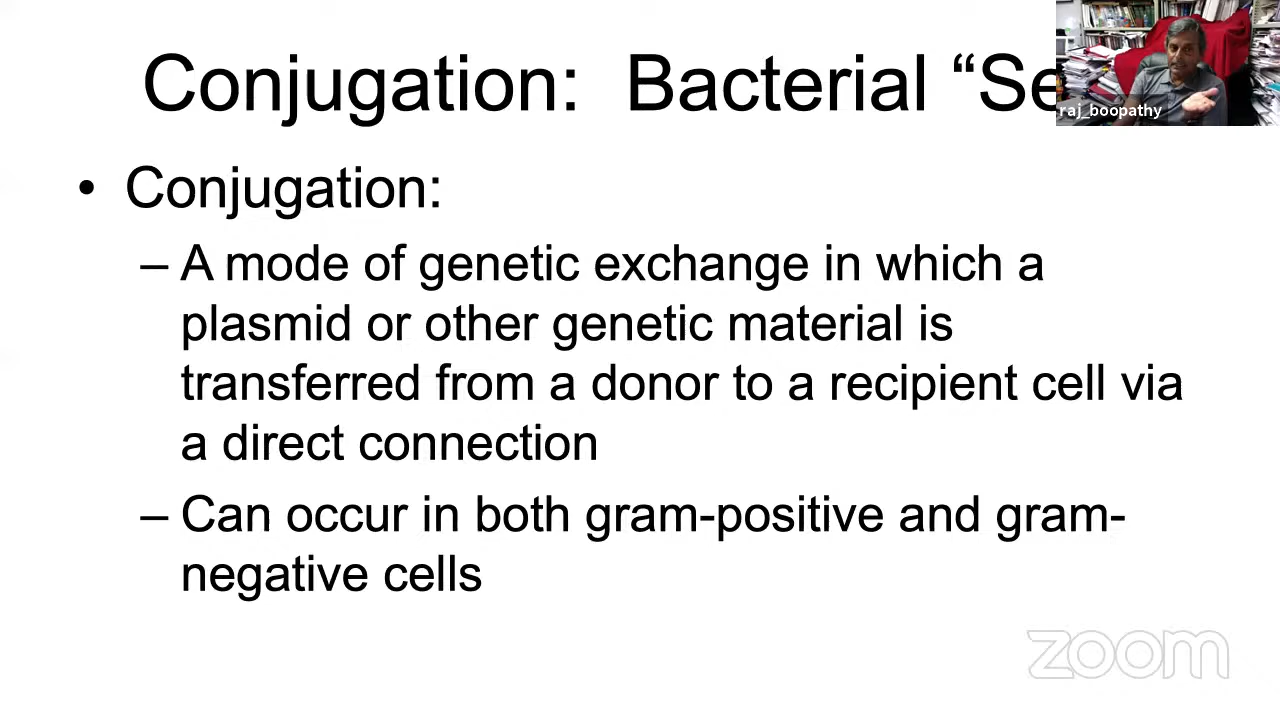 Conjugation: Bacterial “Se
raj_boopathy
• Conjugation:
– A mode of genetic exchange in which a
plasmid or other genetic material is
transferred from a donor to a recipient cell via
a direct connection
– Can occur in both gram-positive and gram-
negative cells
zoom